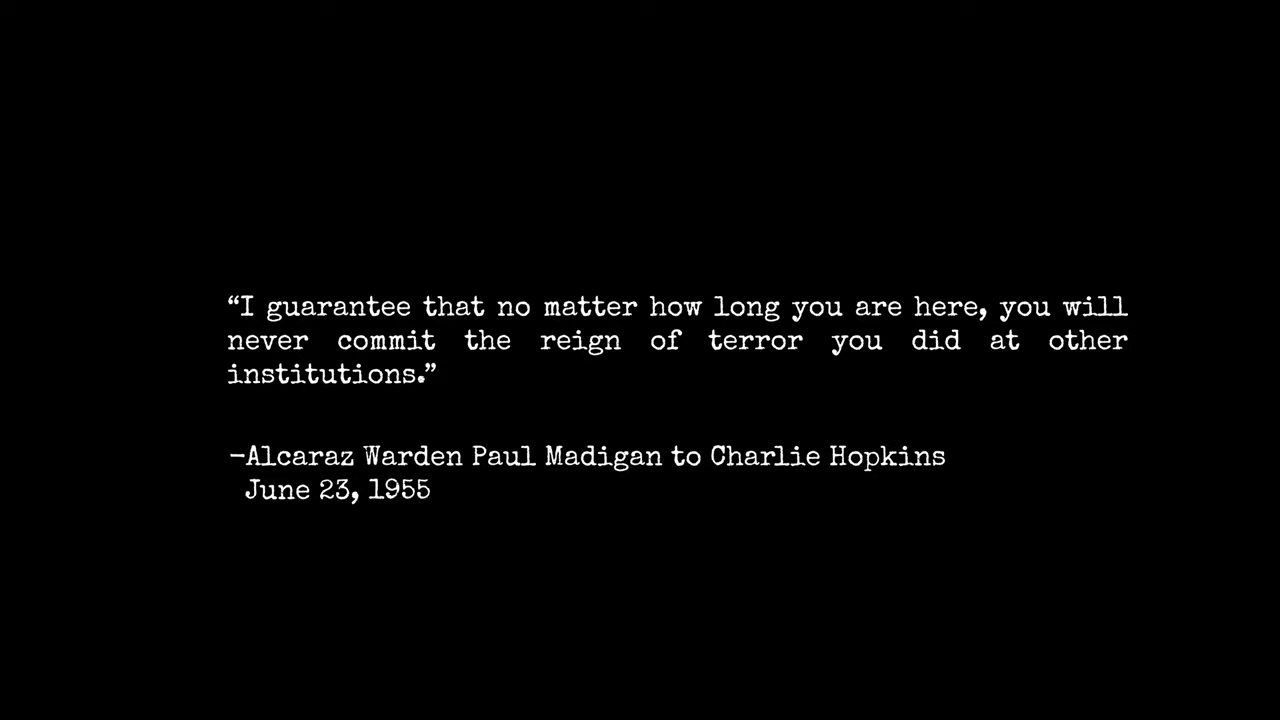 “I guarantee that no matter how long you are here, you will
never commit the reign of terror you did at other
institutions.”
–Alcaraz Warden Paul Madigan to Charlie Hopkins
June 23, 1955